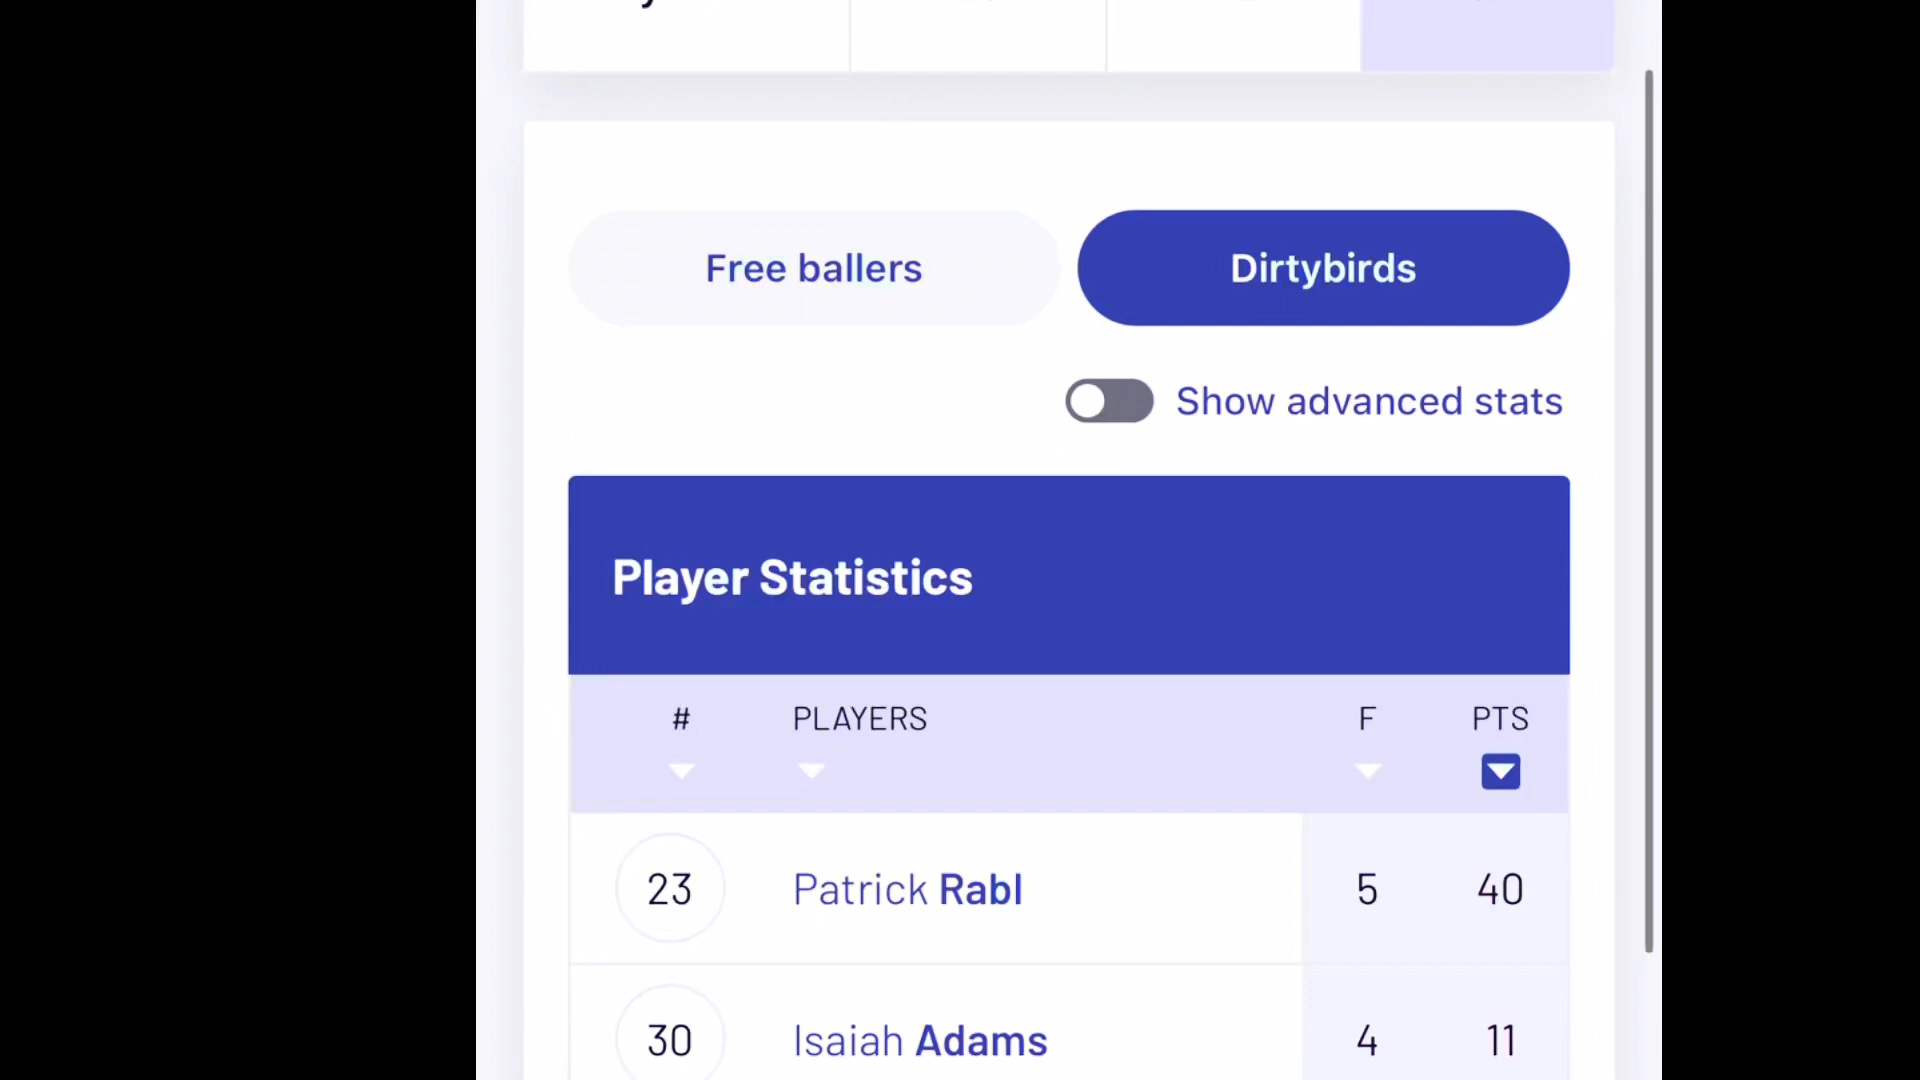 Free ballers
Dirtybirds
Show advanced stats
Player Statistics
# PLAYERS F PTS
23 Patrick Rabl 5 40
30 Isaiah Adams 4 11